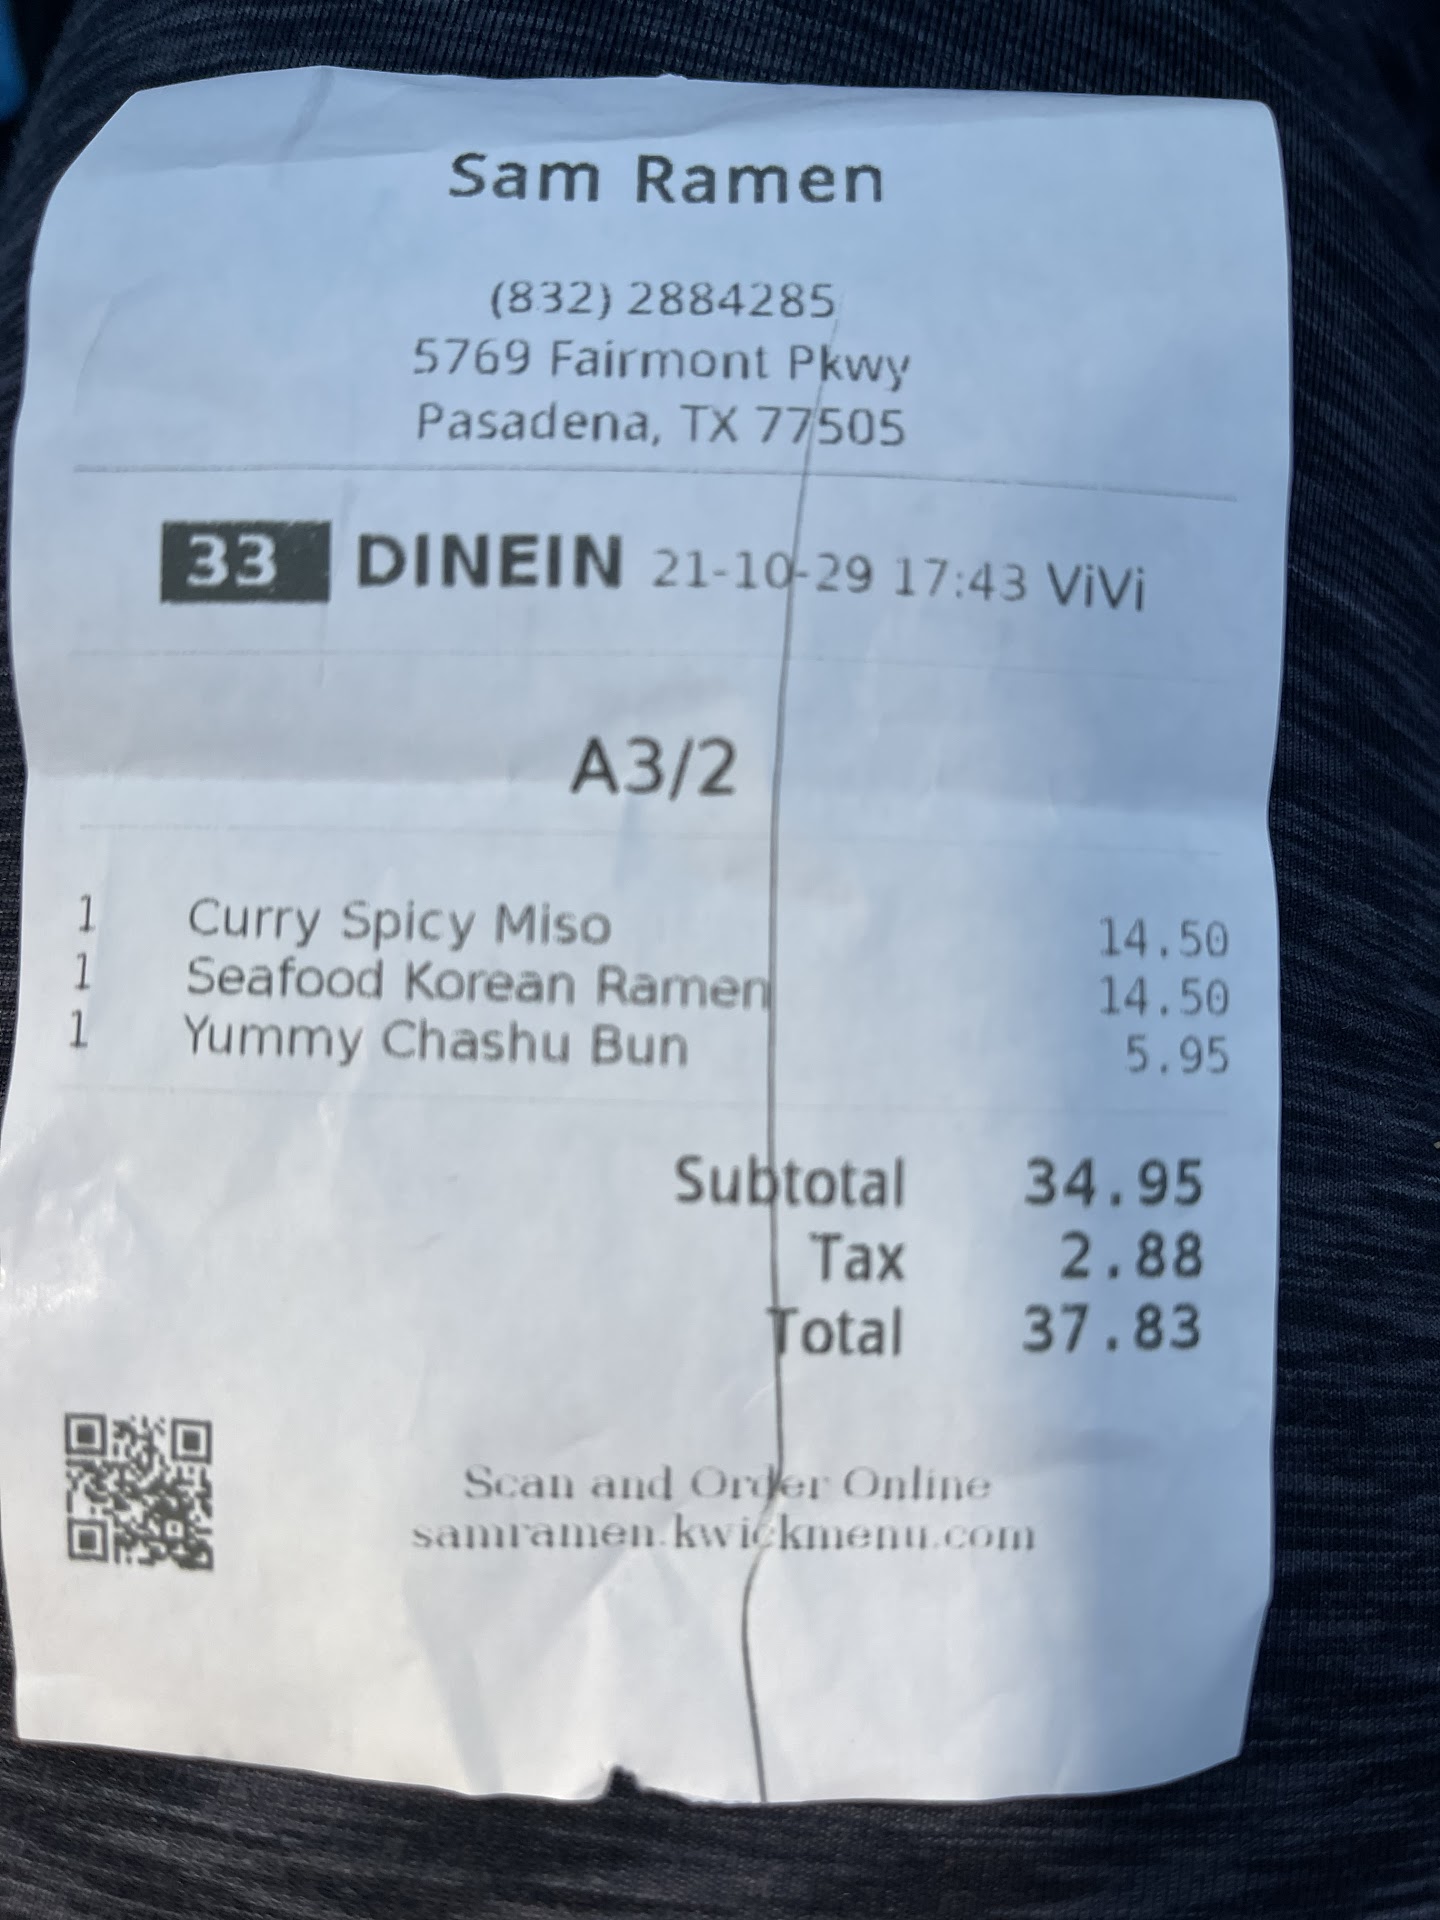 Sam Ramen
(832) 2884285
5769 Fairmont Pkwy
Pasadena, TX 77505
33 DINEIN 21-10-29 17:43 ViVi
A3/2
1 Curry Spicy Miso 14.50
1 Seafood Korean Ramen 14.50
1 Yummy Chashu Bun 5.95
Subtotal 34.95
Tax 2.88
Total 37.83
Scan and Order Online
samramen.kwickmenu.com